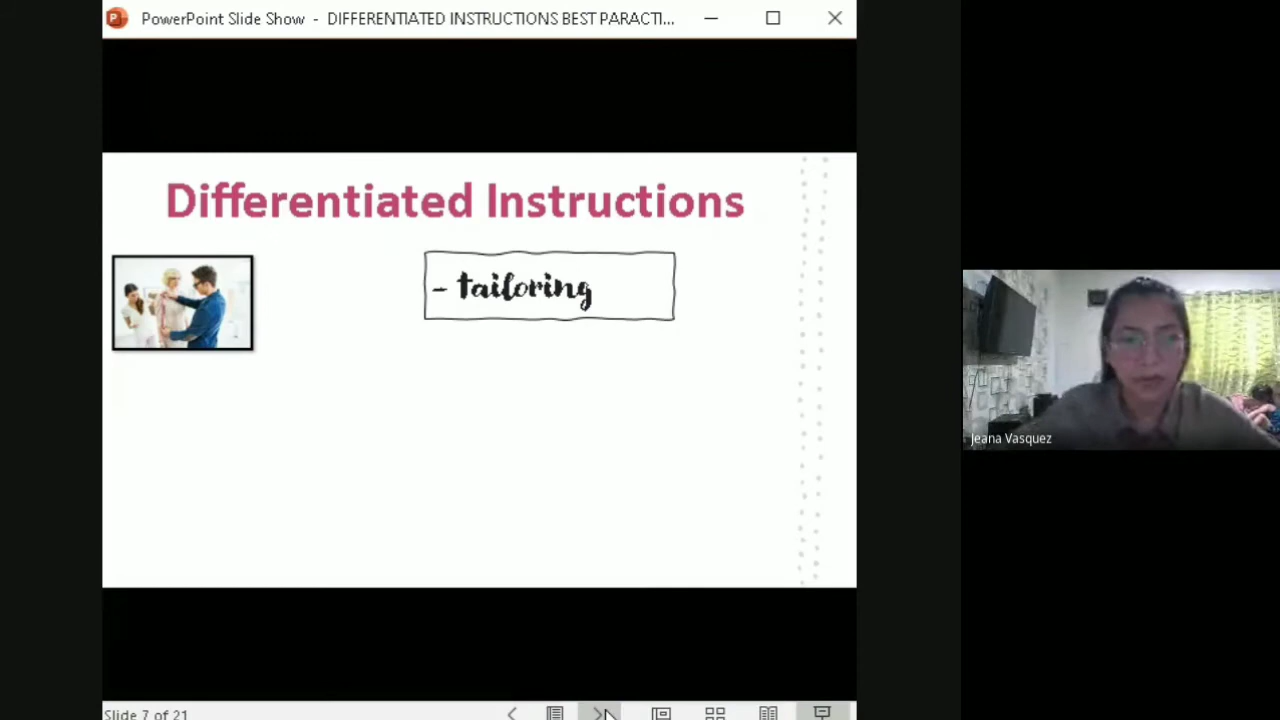 PowerPoint Slide Show - DIFFERENTIATED INSTRUCTIONS BEST PARACTI...
Differentiated Instructions
- tailoring
Jeana Vasquez
Slide 7 of 21